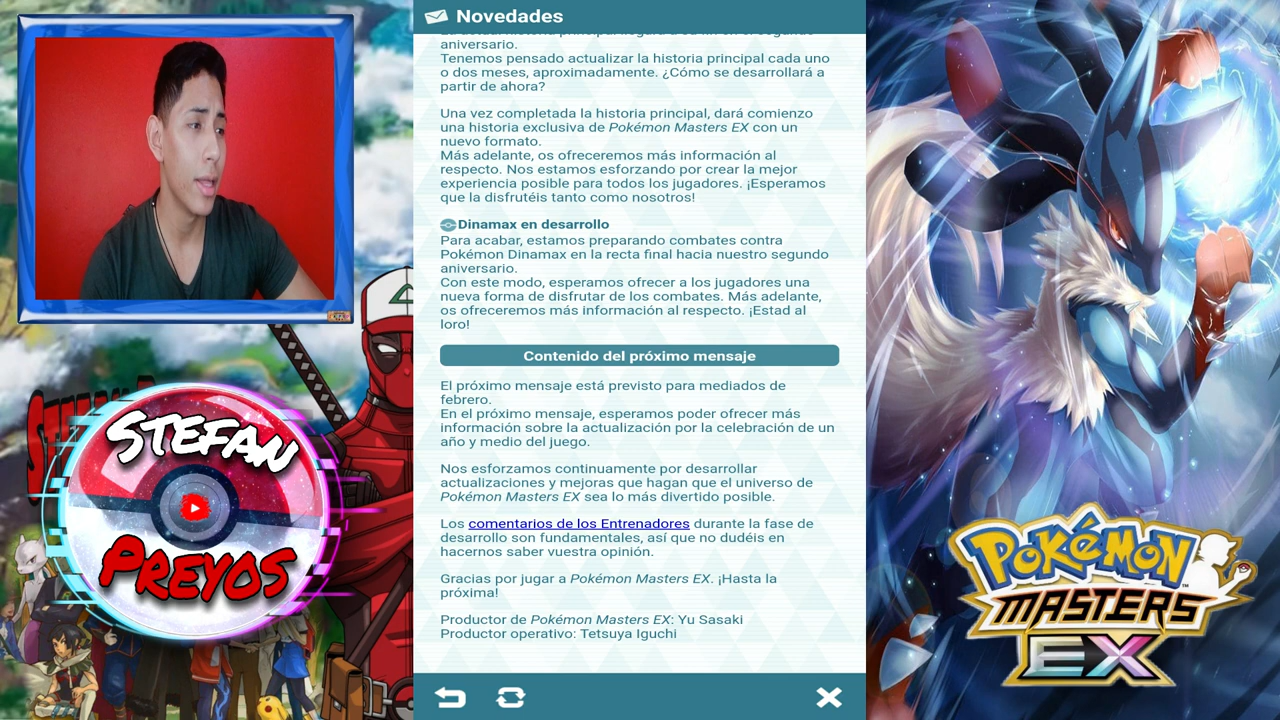 Novedades
aniversario.
Tenemos pensado actualizar la historia principal cada uno
o dos meses, aproximadamente. ¿Cómo se desarrollará a
partir de ahora?
Una vez completada la historia principal, dará comienzo
una historia exclusiva de Pokémon Masters EX con un
nuevo formato.
Más adelante, os ofreceremos más información al
respecto. Nos estamos esforzando por crear la mejor
experiencia posible para todos los jugadores. ¡Esperamos
que la disfrutéis tanto como nosotros!
Dinamax en desarrollo
Para acabar, estamos preparando combates contra
Pokémon Dinamax en la recta final hacia nuestro segundo
aniversario.
Con este modo, esperamos ofrecer a los jugadores una
nueva forma de disfrutar de los combates. Más adelante,
os ofreceremos más información al respecto. ¡Estad al
loro!
Contenido del próximo mensaje
El próximo mensaje está previsto para mediados de
febrero.
En el próximo mensaje, esperamos poder ofrecer más
información sobre la actualización por la celebración de un
año y medio del juego.
Nos esforzamos continuamente por desarrollar
actualizaciones y mejoras que hagan que el universo de
Pokémon Masters EX sea lo más divertido posible.
Los comentarios de los Entrenadores durante la fase de
desarrollo son fundamentales, así que no dudéis en
hacernos saber vuestra opinión.
Gracias por jugar a Pokémon Masters EX. ¡Hasta la
próxima!
Productor de Pokémon Masters EX: Yu Sasaki
Productor operativo: Tetsuya Iguchi
STEFAN
PREYOS
POKéMON
MASTERS
EX